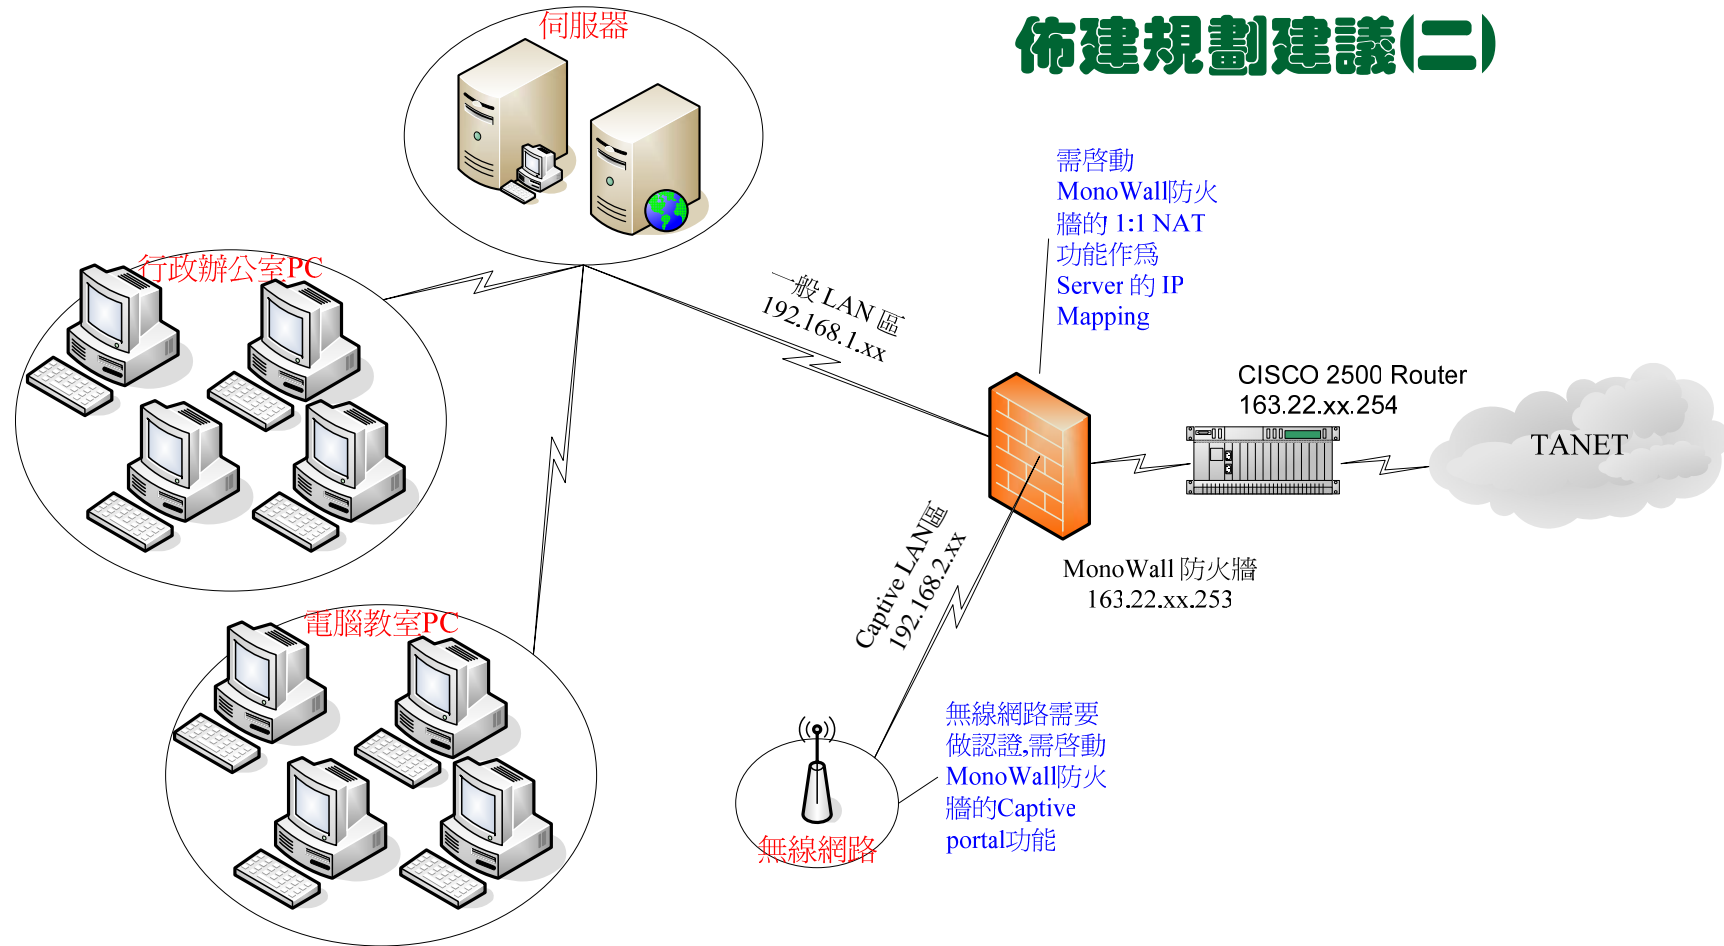 佈建規劃建議(二)
伺服器
需啓動
MonoWall防火
牆的 1:1 NAT
功能作爲
Server 的 IP
Mapping
行政辦公室PC
一般 LAN 區
192.168.1.xx
CISCO 2500 Router
163.22.xx.254
TANET
Captive LAN區
192.168.2.xx
MonoWall 防火牆
163.22.xx.253
電腦教室PC
無線網路需要
做認證,需啓動
MonoWall防火
牆的Captive
portal功能
無線網路